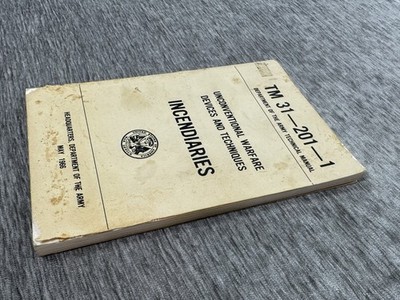 TM 31—201—1
DEPARTMENT OF THE ARMY TECHNICAL MANUAL
UNCONVENTIONAL WARFARE
DEVICES AND TECHNIQUES
INCENDIARIES
HEADQUARTERS, DEPARTMENT OF THE ARMY
MAY 1966